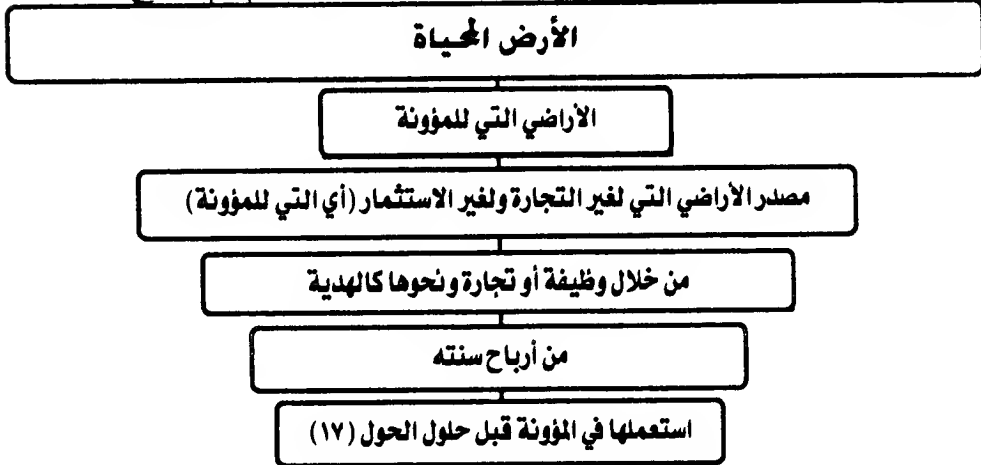 الأرض المحياة
الأراضي التي للمؤونة
مصدر الأراضي التي لغير التجارة ولغير الاستثمار (أي التي للمؤونة)
من خلال وظيفة أو تجارة ونحوها كالهدية
من أرباح سنته
استعملها في المؤونة قبل حلول الحول (١٧)